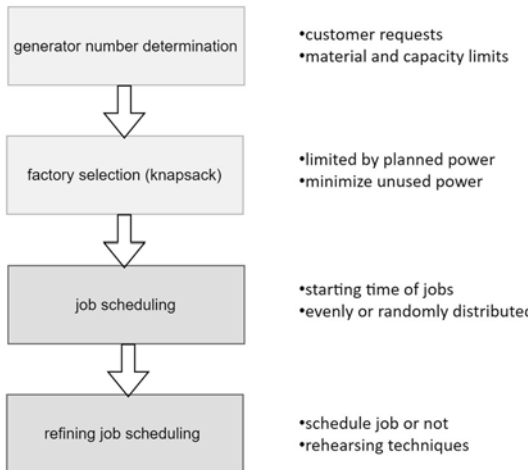 generator number determination
•customer requests
•material and capacity limits
factory selection (knapsack)
•limited by planned power
•minimize unused power
job scheduling
•starting time of jobs
•evenly or randomly distributed
refining job scheduling
•schedule job or not
•rehearsing techniques